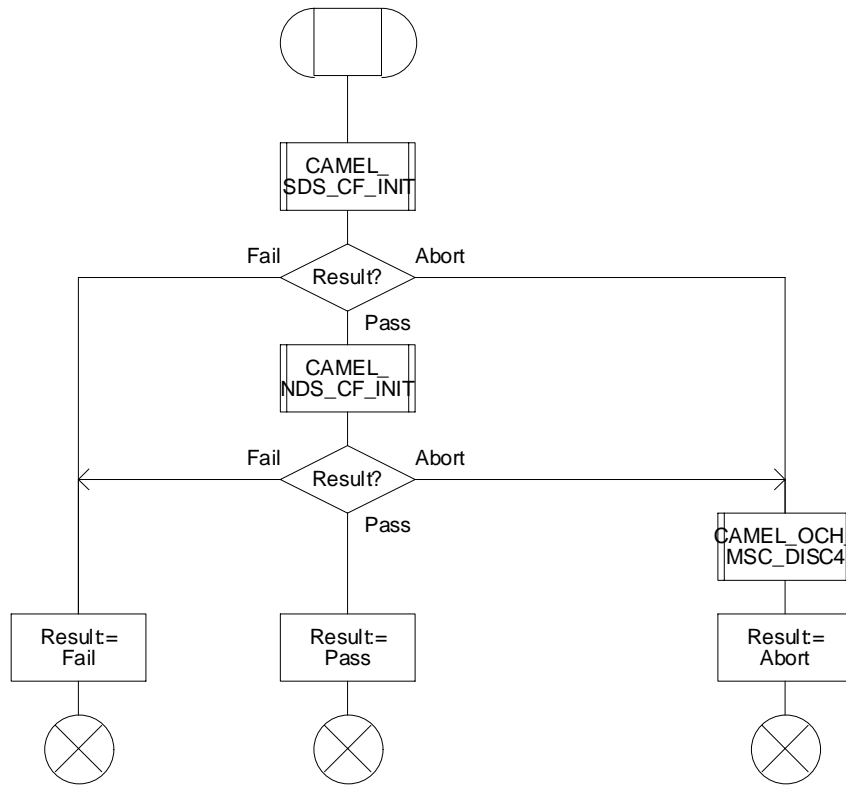 CAMEL_
SDS_CF_INIT
Fail
Abort
Result?
Pass
CAMEL_
NDS_CF_INIT
Fail
Abort
Result?
Pass
CAMEL_OCH_
MSC_DISC4
Result:=
Fail
Result:=
Pass
Result:=
Abort